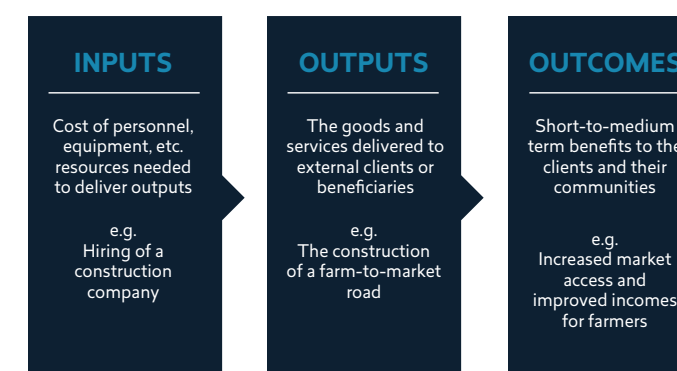 INPUTS
Cost of personnel,
equipment, etc.
resources needed
to deliver outputs
e.g.
Hiring of a
construction
company
OUTPUTS
The goods and
services delivered to
external clients or
beneficiaries
e.g.
The construction
of a farm-to-market
road
OUTCOMES
Short-to-medium
term benefits to the
clients and their
communities
e.g.
Increased market
access and
improved incomes
for farmers